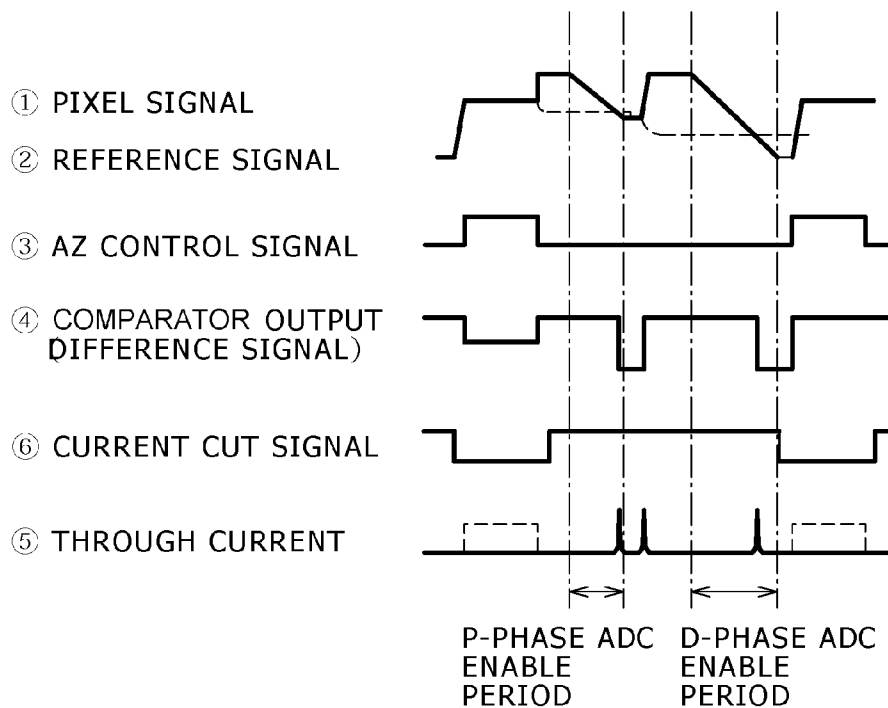 ① PIXEL SIGNAL
② REFERENCE SIGNAL
③ AZ CONTROL SIGNAL
④ COMPARATOR OUTPUT
(DIFFERENCE SIGNAL)
⑥ CURRENT CUT SIGNAL
⑤ THROUGH CURRENT
P-PHASE ADC
ENABLE
PERIOD
D-PHASE ADC
ENABLE
PERIOD